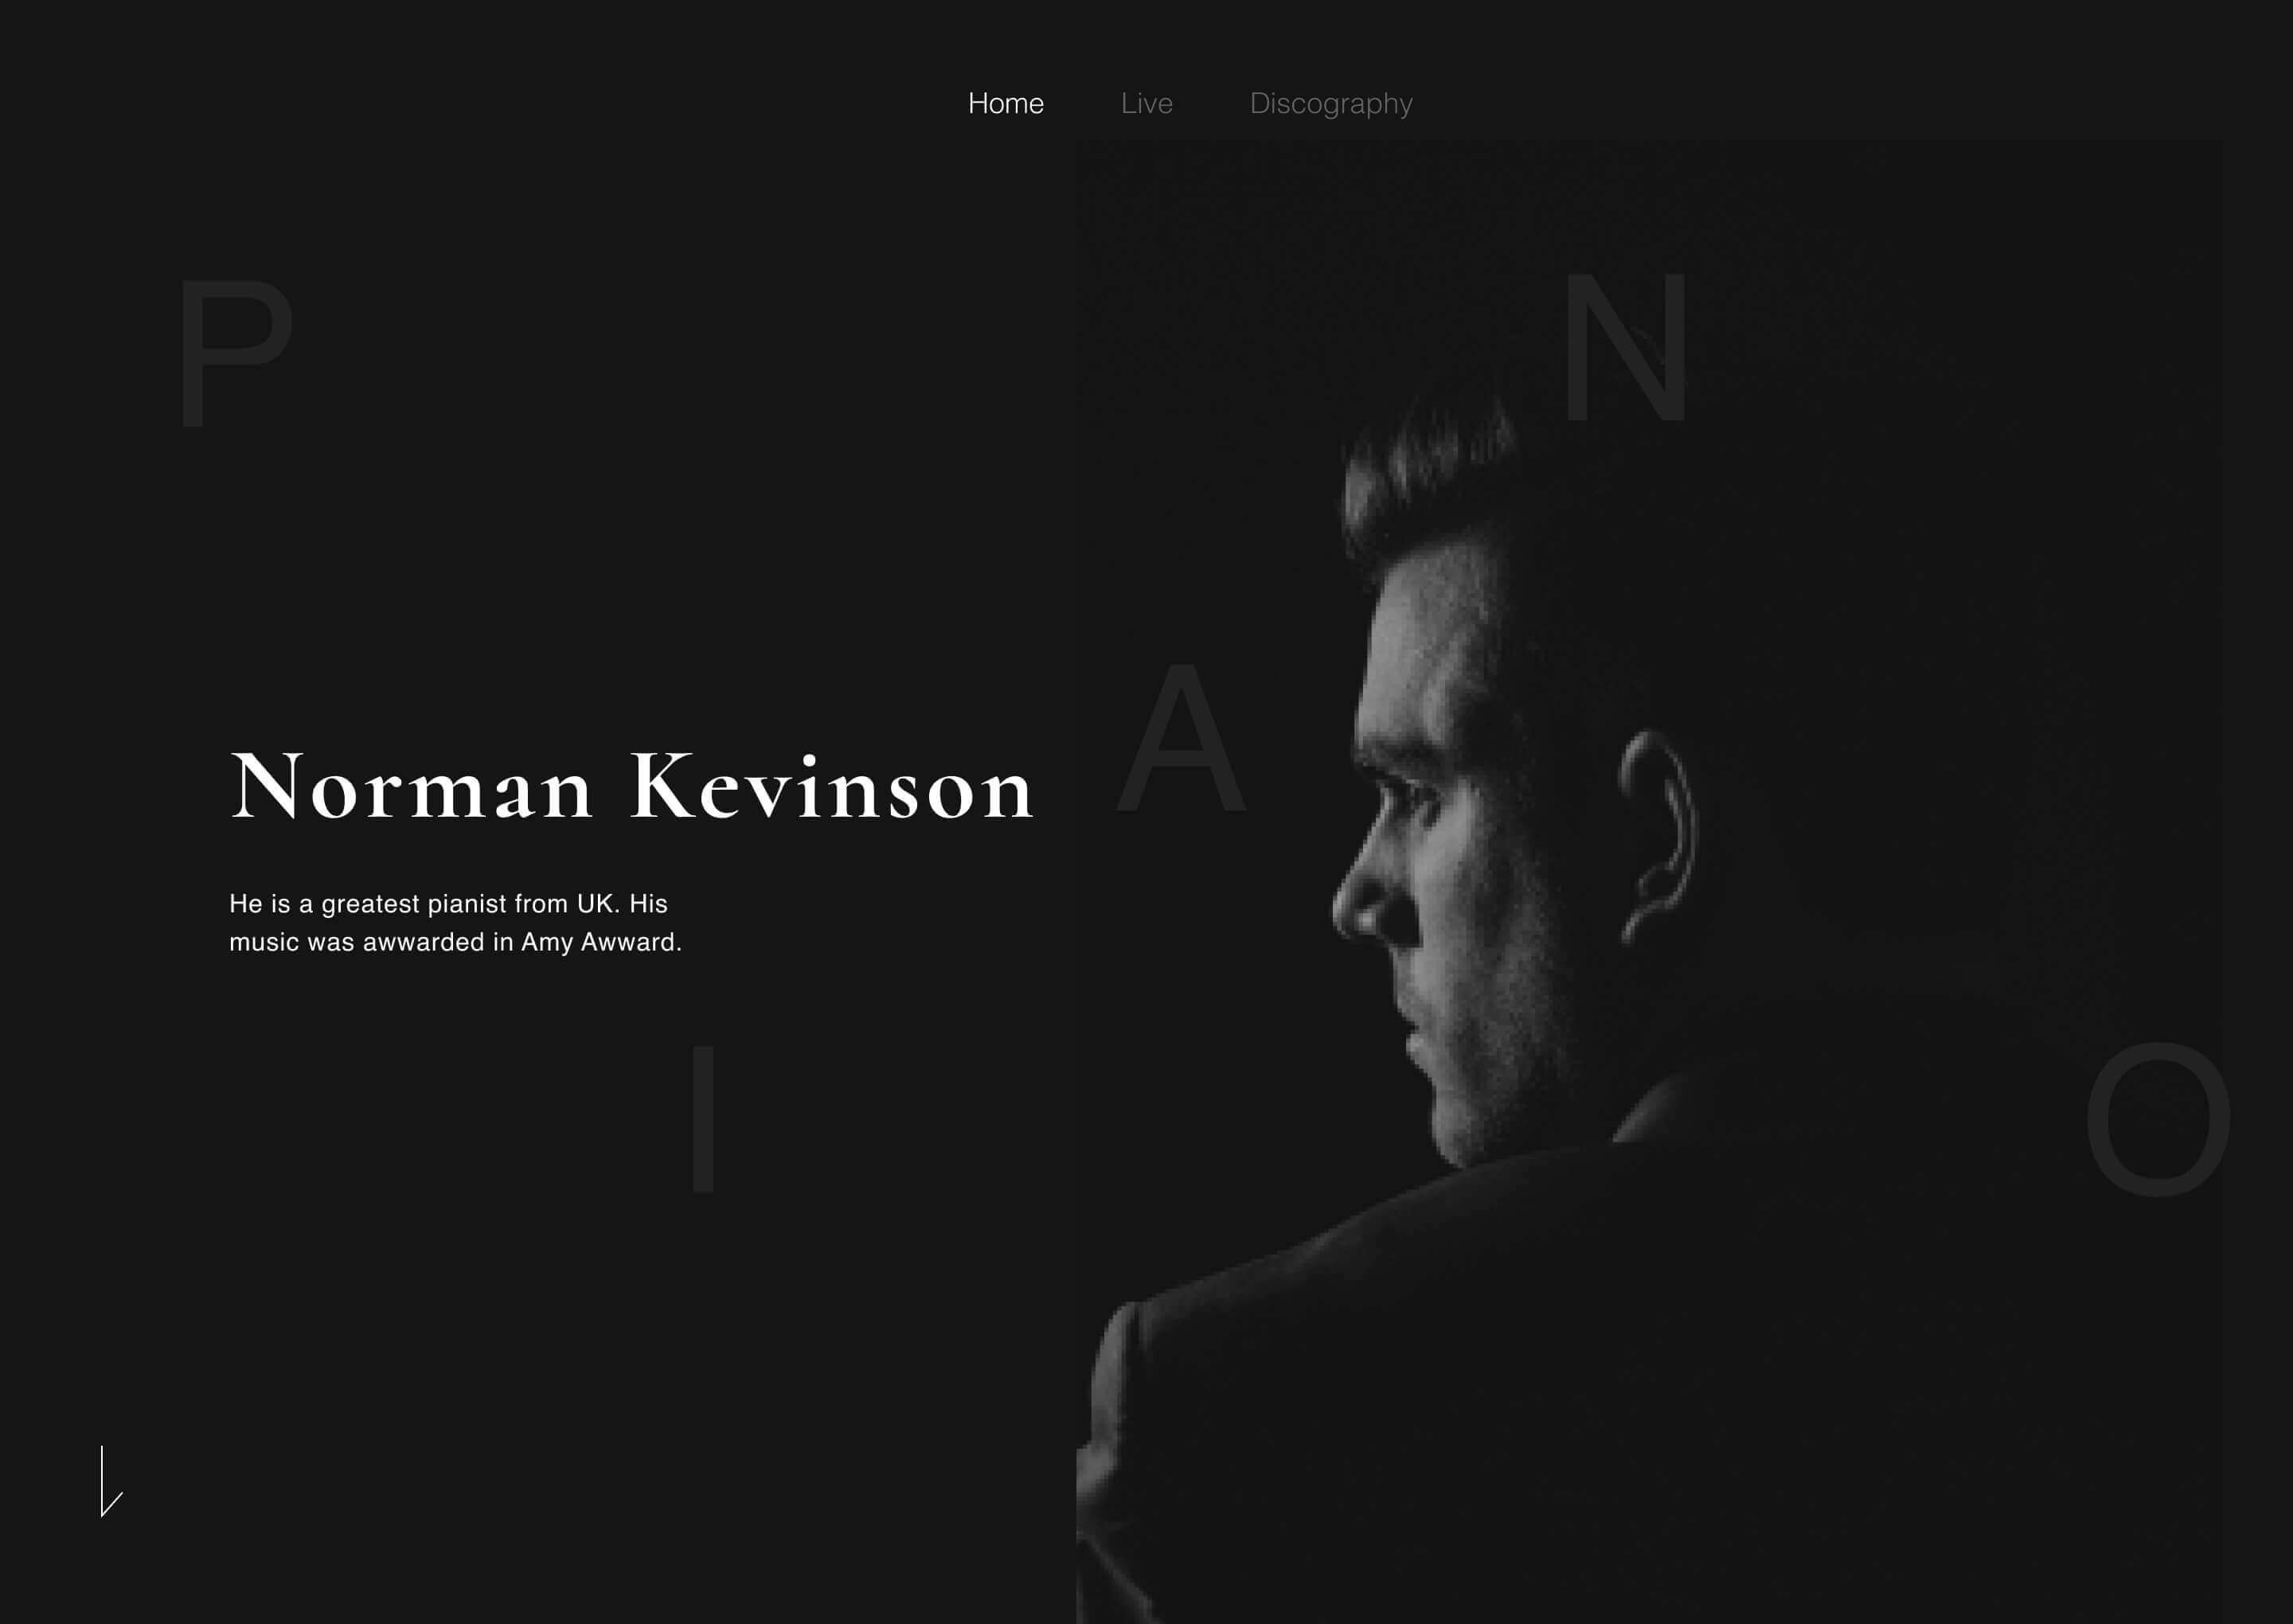 Home Live Discography
P
N
A
Norman Kevinson
He is a greatest pianist from UK. His
music was awwarded in Amy Awward.
I
O